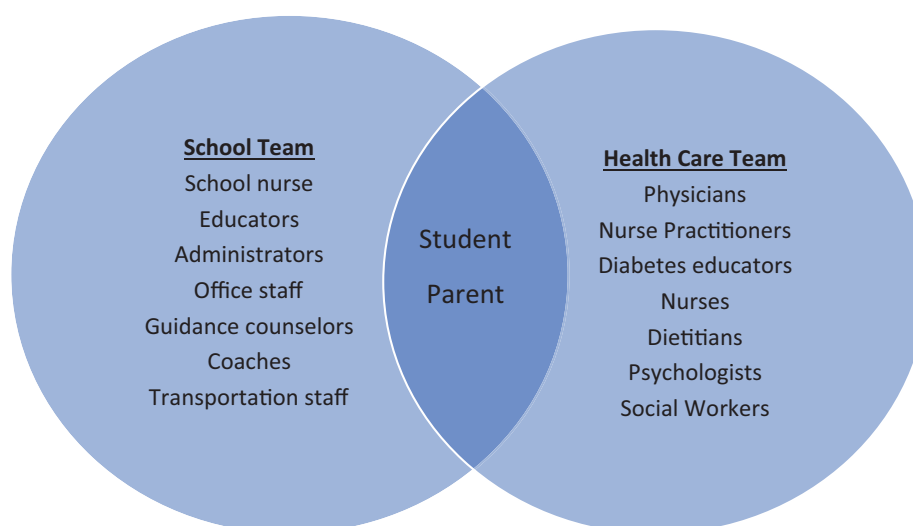 School Team
School nurse
Educators
Administrators
Office staff
Guidance counselors
Coaches
Transportation staff
Student
Parent
Health Care Team
Physicians
Nurse Practitioners
Diabetes educators
Nurses
Dietitians
Psychologists
Social Workers